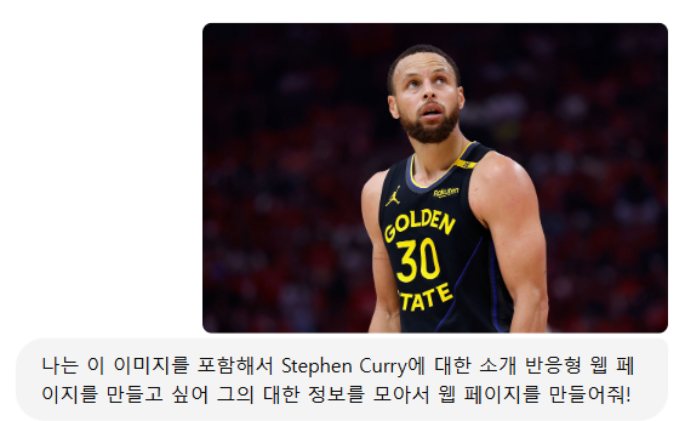 Rakuten
GOLDEN
30
STATE
나는 이 이미지를 포함해서 Stephen Curry에 대한 소개 반응형 웹 페
이지를 만들고 싶어 그의 대한 정보를 모아서 웹 페이지를 만들어줘!